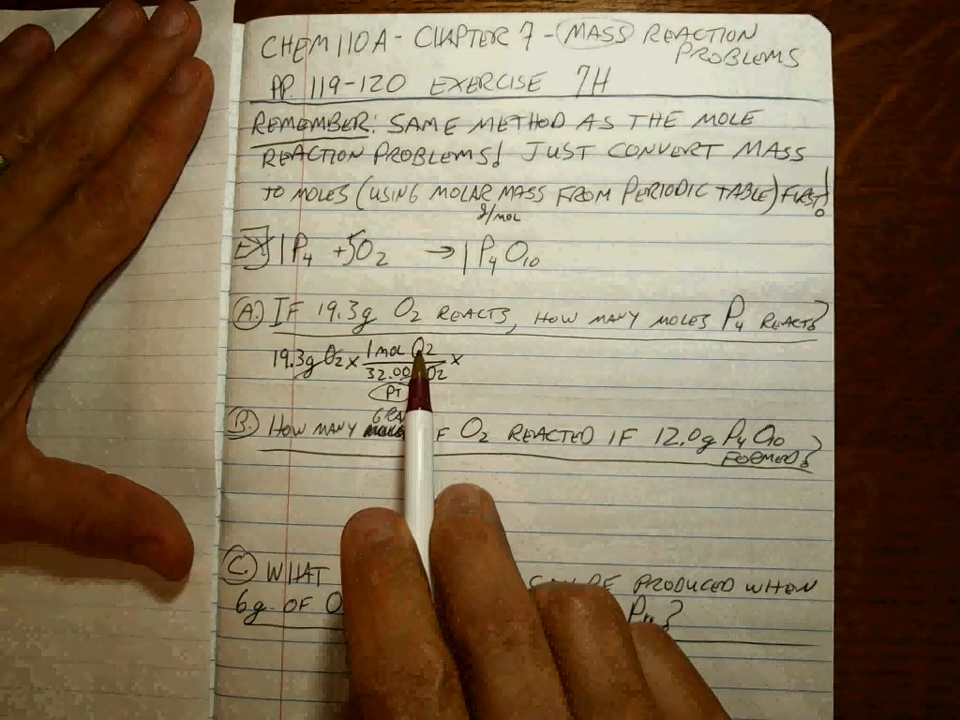 CHEM 110A - CHAPTER 7 - MASS REACTION
PROBLEMS
PP. 119-120 EXERCISE 7H
REMEMBER: SAME METHOD AS THE MOLE
REACTION PROBLEMS! JUST CONVERT MASS
TO MOLES (USING MOLAR MASS FROM PERIODIC TABLE) FIRST!
g/MOL
EX 1P4 + 5O2 → 1P4O10
A. IF 19.3g O2 REACTS, HOW MANY MOLES P4 REACTS?
19.3g O2 x 1 MOL O2 x
32.00 O2
PT
B. HOW MANY O2 REACTED IF 12.0g P4O10
FORMED?
C. WHAT BE PRODUCED WHEN
6g OF O P4?